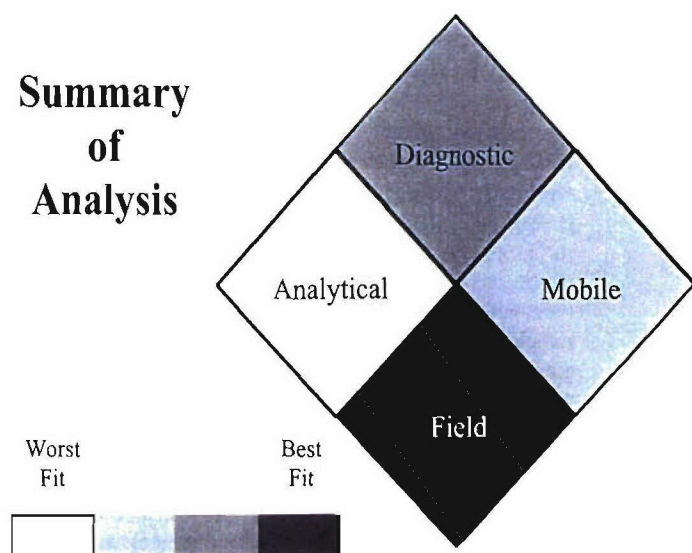 Summary
of
Analysis
Diagnostic
Analytical
Mobile
Field
Worst
Fit
Best
Fit